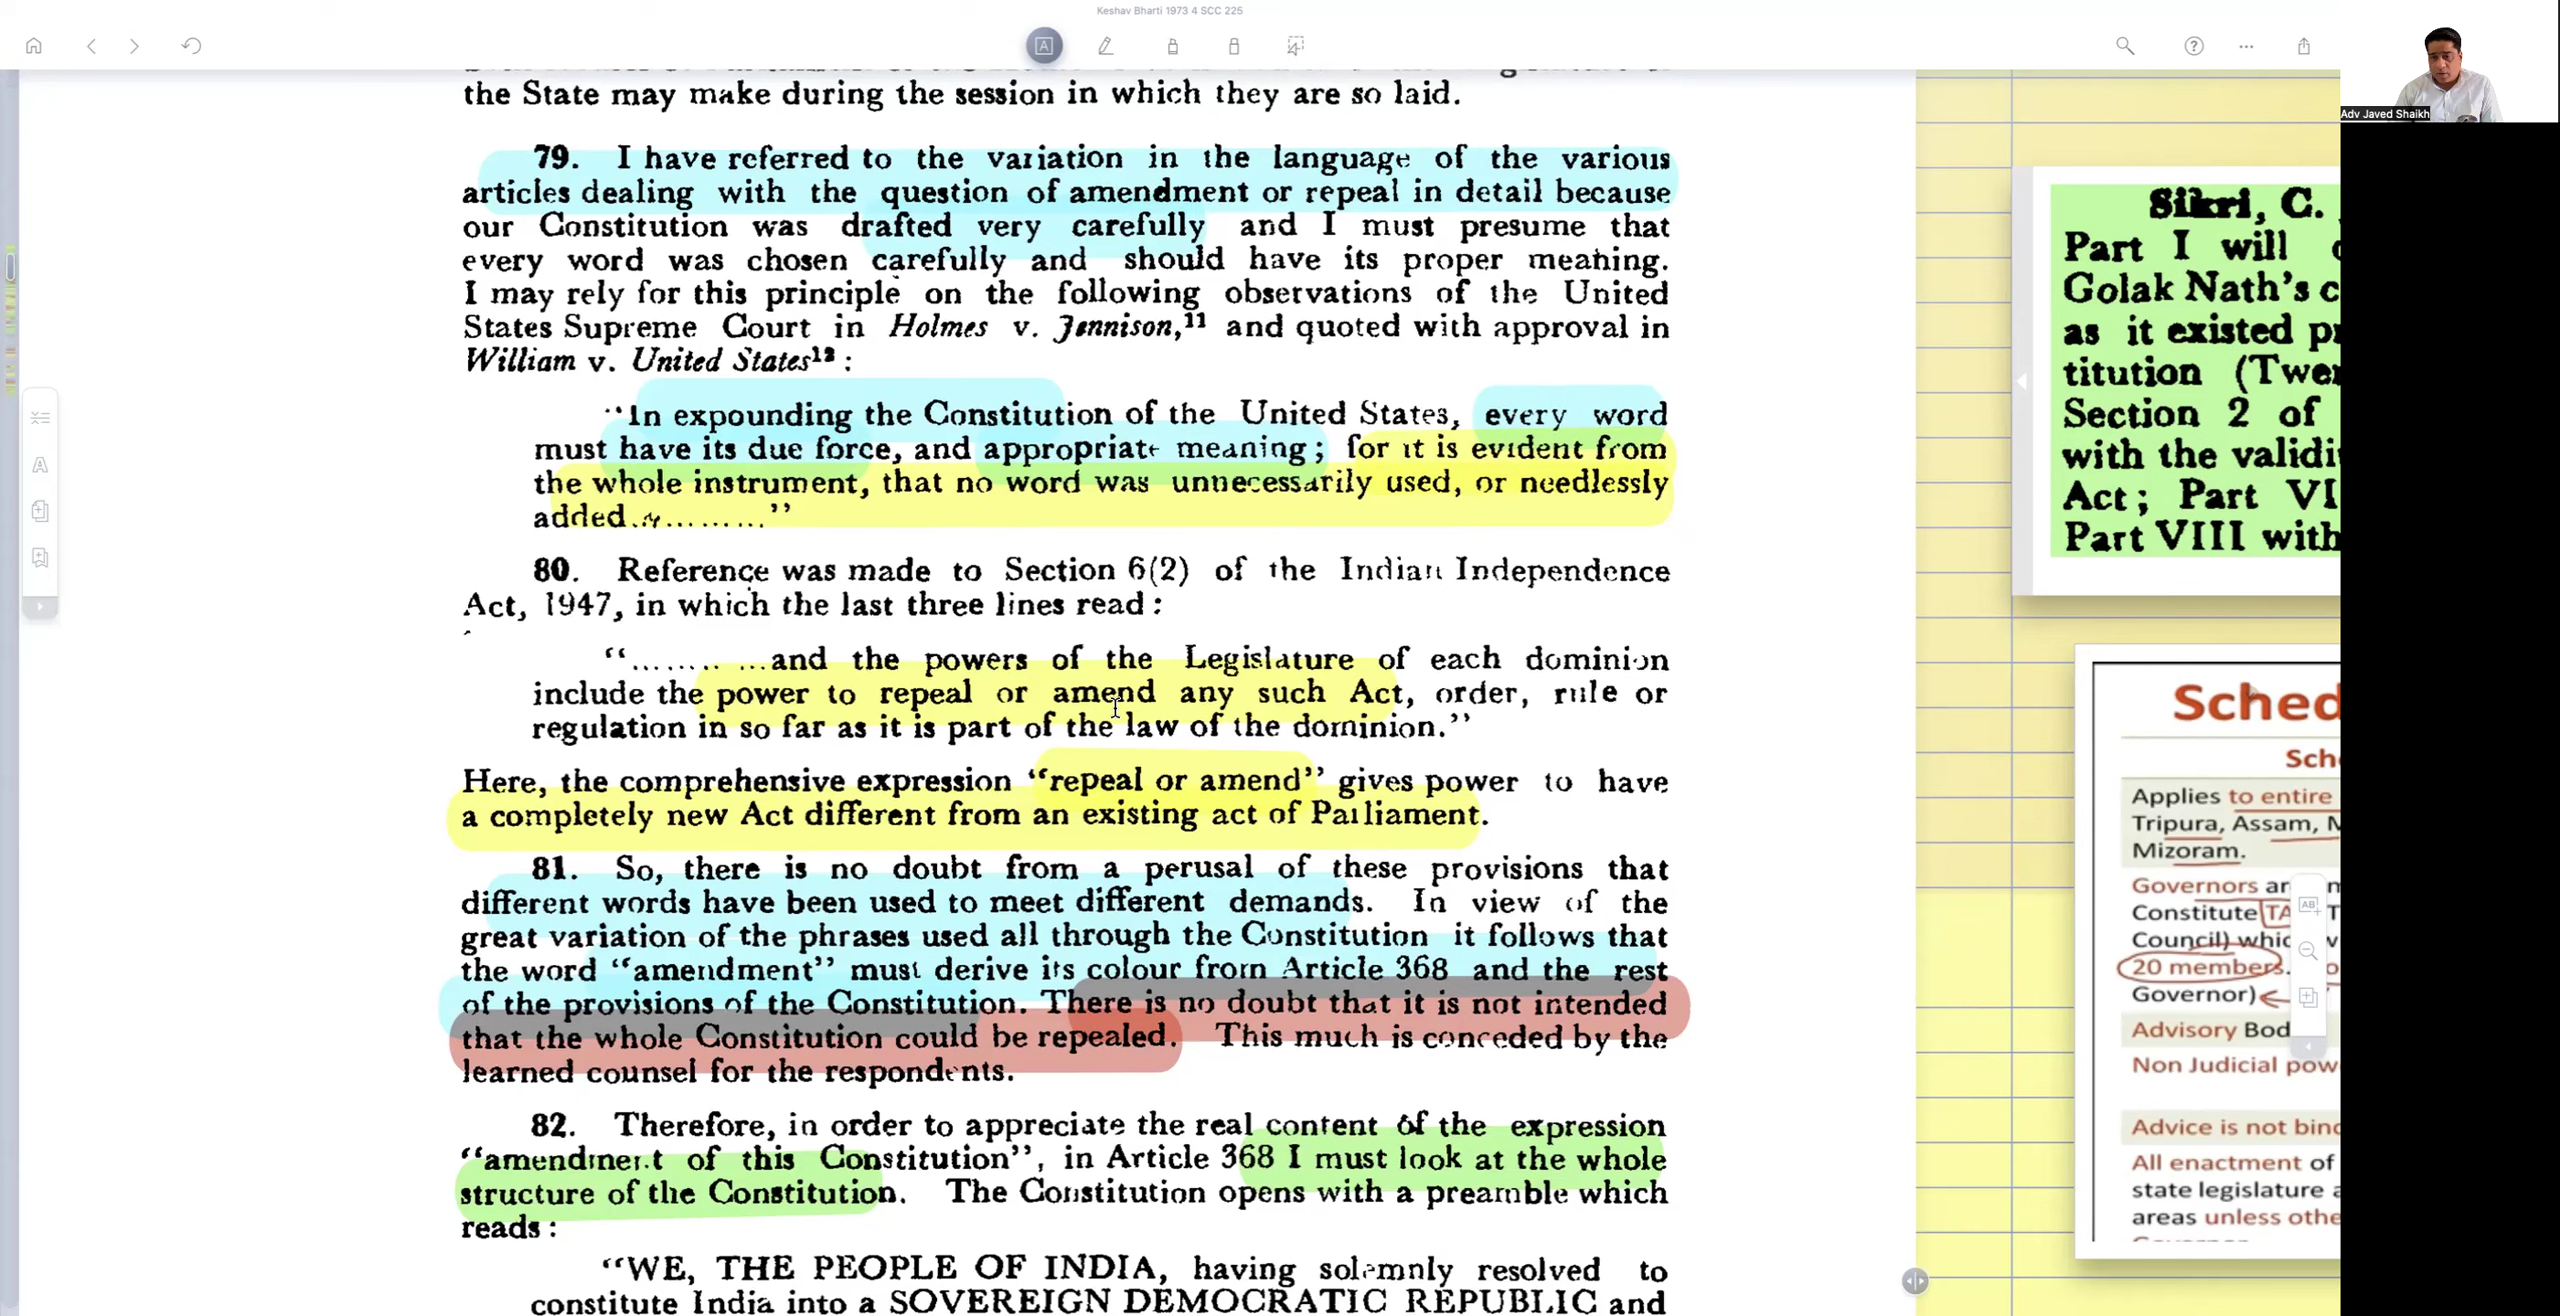 Keshav Bharti 1973 4 SCC 225
Adv Javed Shaikh
the State may make during the session in which they are so laid.
79. I have referred to the variation in the language of the various
articles dealing with the question of amendment or repeal in detail because
our Constitution was drafted very carefully and I must presume that
every word was chosen carefully and should have its proper meaning.
I may rely for this principle on the following observations of the United
States Supreme Court in Holmes v. Jennison,¹¹ and quoted with approval in
William v. United States¹²:
"In expounding the Constitution of the United States, every word
must have its due force, and appropriate meaning; for it is evident from
the whole instrument, that no word was unnecessarily used, or needlessly
added..........."
80. Reference was made to Section 6(2) of the Indian Independence
Act, 1947, in which the last three lines read:
"........ ...and the powers of the Legislature of each dominion
include the power to repeal or amend any such Act, order, rule or
regulation in so far as it is part of the law of the dominion."
Here, the comprehensive expression "repeal or amend" gives power to have
a completely new Act different from an existing act of Parliament.
81. So, there is no doubt from a perusal of these provisions that
different words have been used to meet different demands. In view of the
great variation of the phrases used all through the Constitution it follows that
the word "amendment" must derive its colour from Article 368 and the rest
of the provisions of the Constitution. There is no doubt that it is not intended
that the whole Constitution could be repealed. This much is conceded by the
learned counsel for the respondents.
82. Therefore, in order to appreciate the real content of the expression
"amendment of this Constitution", in Article 368 I must look at the whole
structure of the Constitution. The Constitution opens with a preamble which
reads:
"WE, THE PEOPLE OF INDIA, having solemnly resolved to
constitute India into a SOVEREIGN DEMOCRATIC REPUBLIC and
Sikri, C.
Part I will
Golak Nath's c
as it existed p
titution (Twe
Section 2 of
with the validi
Act; Part VI
Part VIII with
Sched
Sch
Applies to entire
Tripura, Assam, M
Mizoram.
Governors ar
Constitute TA
Council) whic
20 members.
Governor)
Advisory Bod
Non Judicial pow
Advice is not bind
All enactment of
state legislature a
areas unless othe